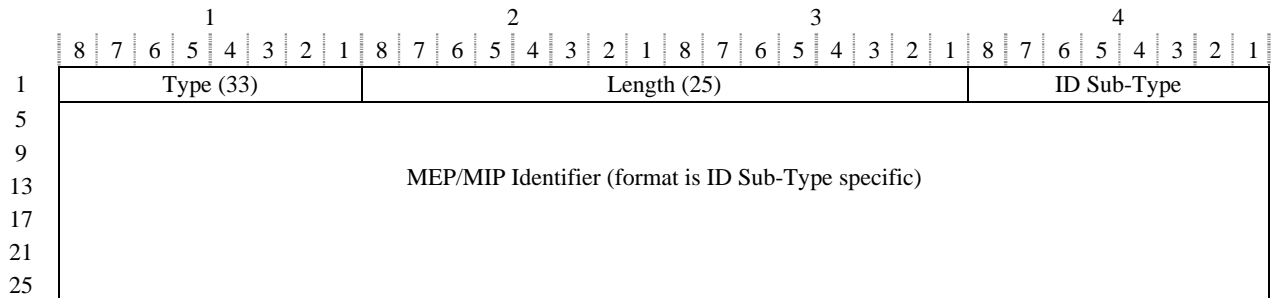 1 2 3 4
8 7 6 5 4 3 2 1 8 7 6 5 4 3 2 1 8 7 6 5 4 3 2 1 8 7 6 5 4 3 2 1
1 Type (33) Length (25) ID Sub-Type
5
9
13 MEP/MIP Identifier (format is ID Sub-Type specific)
17
21
25